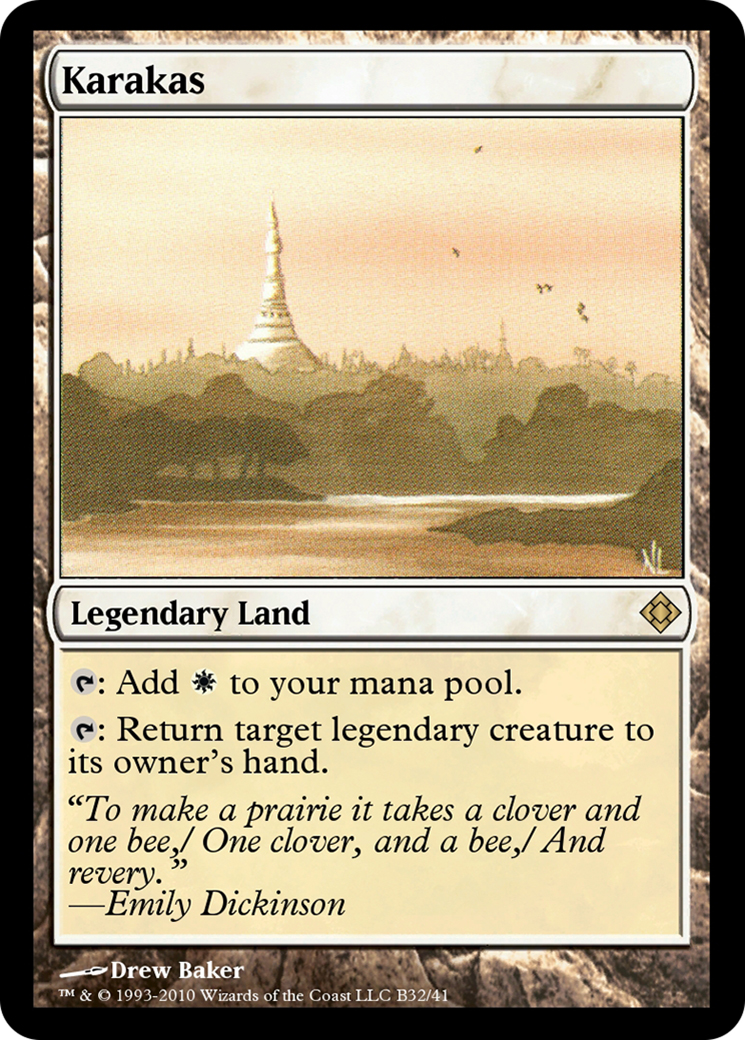 Karakas
NL
Legendary Land
: Add to your mana pool.
: Return target legendary creature to
its owner's hand.
“To make a prairie it takes a clover and
one bee,/ One clover, and a bee,/ And
revery.”
—Emily Dickinson
Drew Baker
™ & © 1993-2010 Wizards of the Coast LLC B32/41